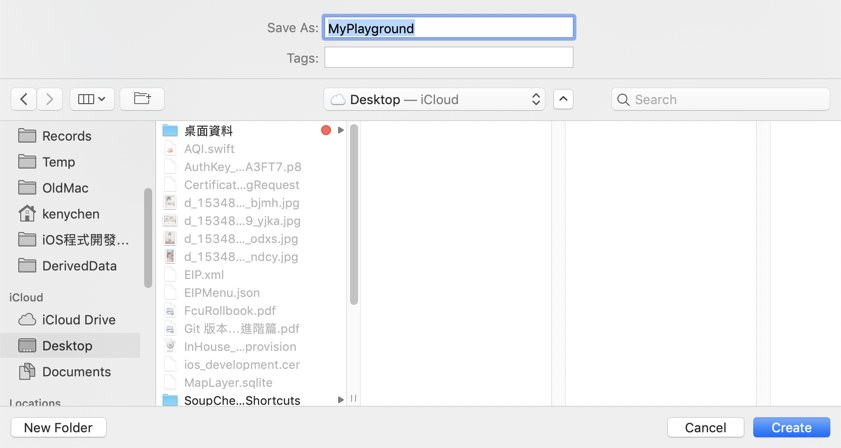 Save As: MyPlayground
Tags:
Desktop — iCloud
Search
Records
Temp
OldMac
kenychen
iOS程式開發...
DerivedData
iCloud
iCloud Drive
Desktop
Documents
Locations
桌面資料
AQI.swift
AuthKey_...A3FT7.p8
Certificat...gRequest
d_15348..._bjmh.jpg
d_15348...9_yjka.jpg
d_15348..._odxs.jpg
d_15348..._ndcy.jpg
EIP.xml
EIPMenu.json
FcuRollbook.pdf
Git 版本...進階篇.pdf
InHouse_...provision
ios_development.cer
MapLayer.sqlite
SoupChe...Shortcuts
New Folder
Cancel
Create